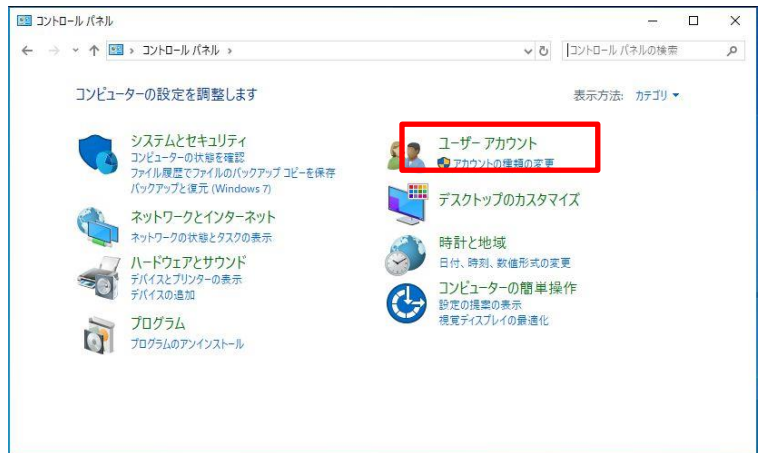 コントロール パネル
コントロール パネル
コントロール パネルの検索
コンピューターの設定を調整します
表示方法: カテゴリ
システムとセキュリティ
コンピューターの状態を確認
ファイル履歴でファイルのバックアップ コピーを保存
バックアップと復元 (Windows 7)
ネットワークとインターネット
ネットワークの状態とタスクの表示
ハードウェアとサウンド
デバイスとプリンターの表示
デバイスの追加
プログラム
プログラムのアンインストール
ユーザー アカウント
アカウントの種類の変更
デスクトップのカスタマイズ
時計と地域
日付、時刻、数値形式の変更
コンピューターの簡単操作
設定の提案の表示
視覚ディスプレイの最適化